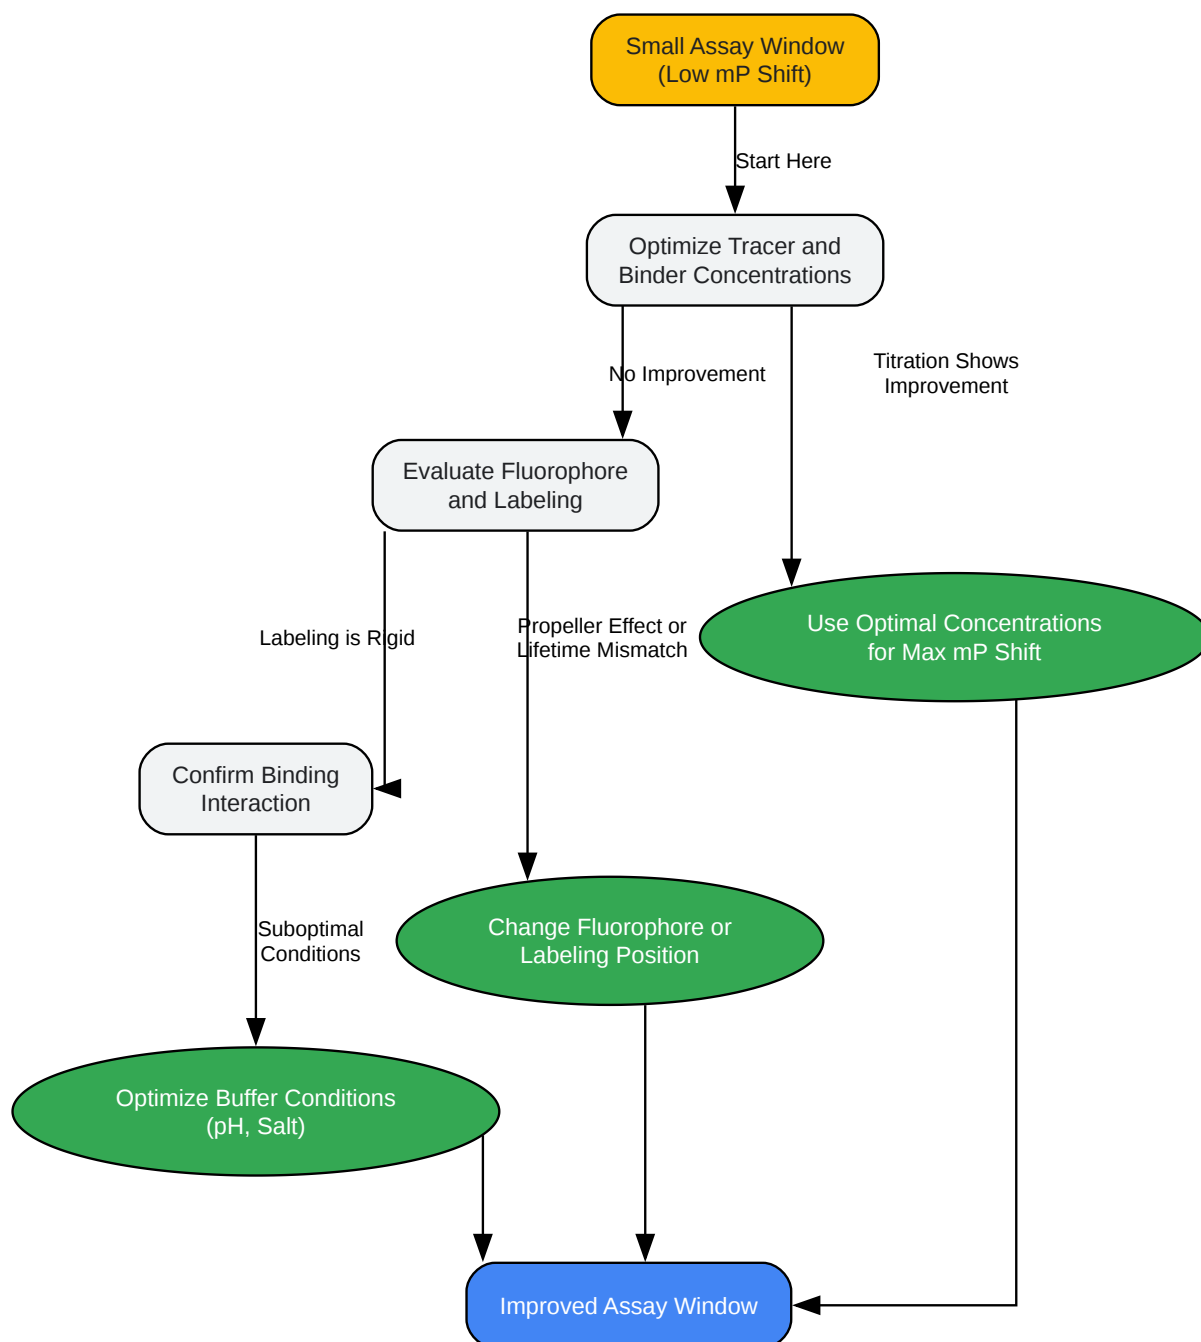 Small Assay Window
(Low mP Shift)
Start Here
Optimize Tracer and
Binder Concentrations
No Improvement
Titration Shows
Improvement
Evaluate Fluorophore
and Labeling
Labeling is Rigid
Propeller Effect or
Lifetime Mismatch
Use Optimal Concentrations
for Max mP Shift
Confirm Binding
Interaction
Suboptimal
Conditions
Change Fluorophore or
Labeling Position
Optimize Buffer Conditions
(pH, Salt)
Improved Assay Window